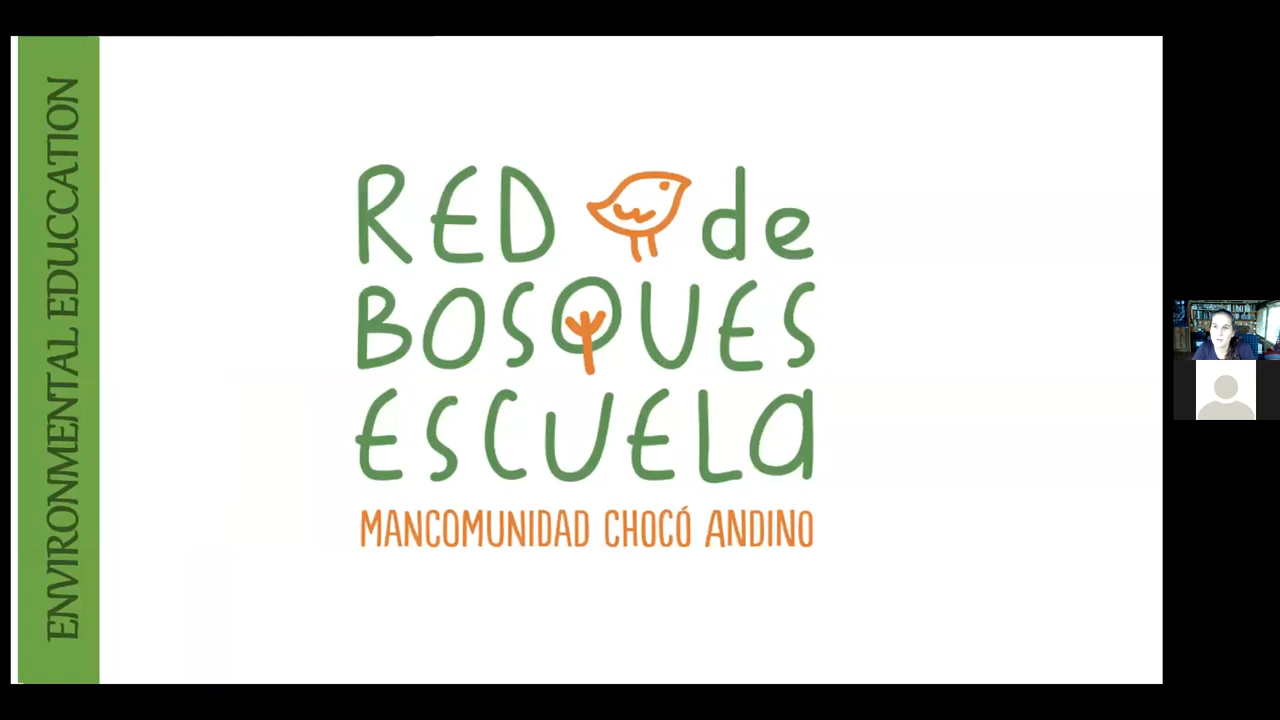 ENVIRONMENTAL EDUCCATION
RED de
BOSQUES
ESCUELA
MANCOMUNIDAD CHOCÓ ANDINO